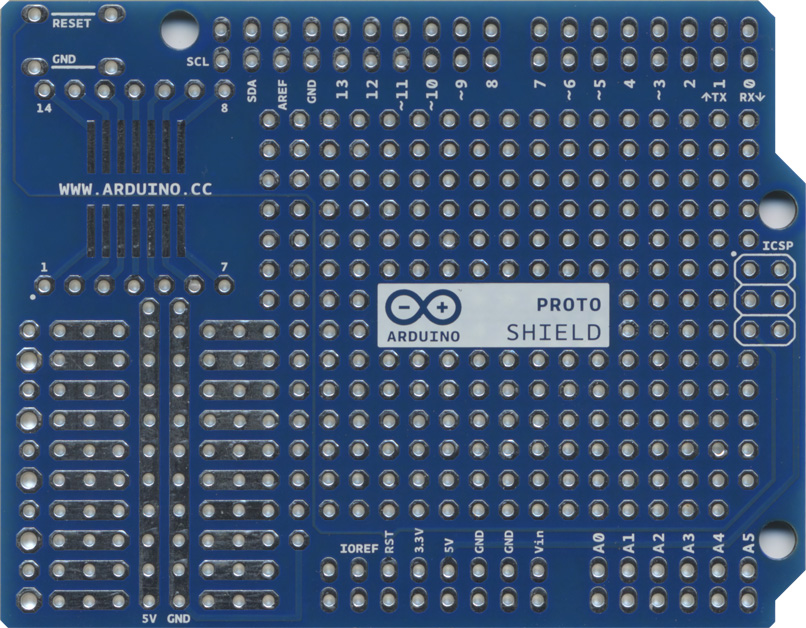 RESET
GND
SCL
SDA
AREF
GND
13
12
~11
~10
~9
8
7
~6
~5
4
~3
2
↑TX 1
RX↓ 0
14
8
WWW.ARDUINO.CC
1
7
ICSP
ARDUINO
PROTO
SHIELD
IOREF
RST
3.3V
5V
GND
GND
Vin
A0
A1
A2
A3
A4
A5
5V
GND